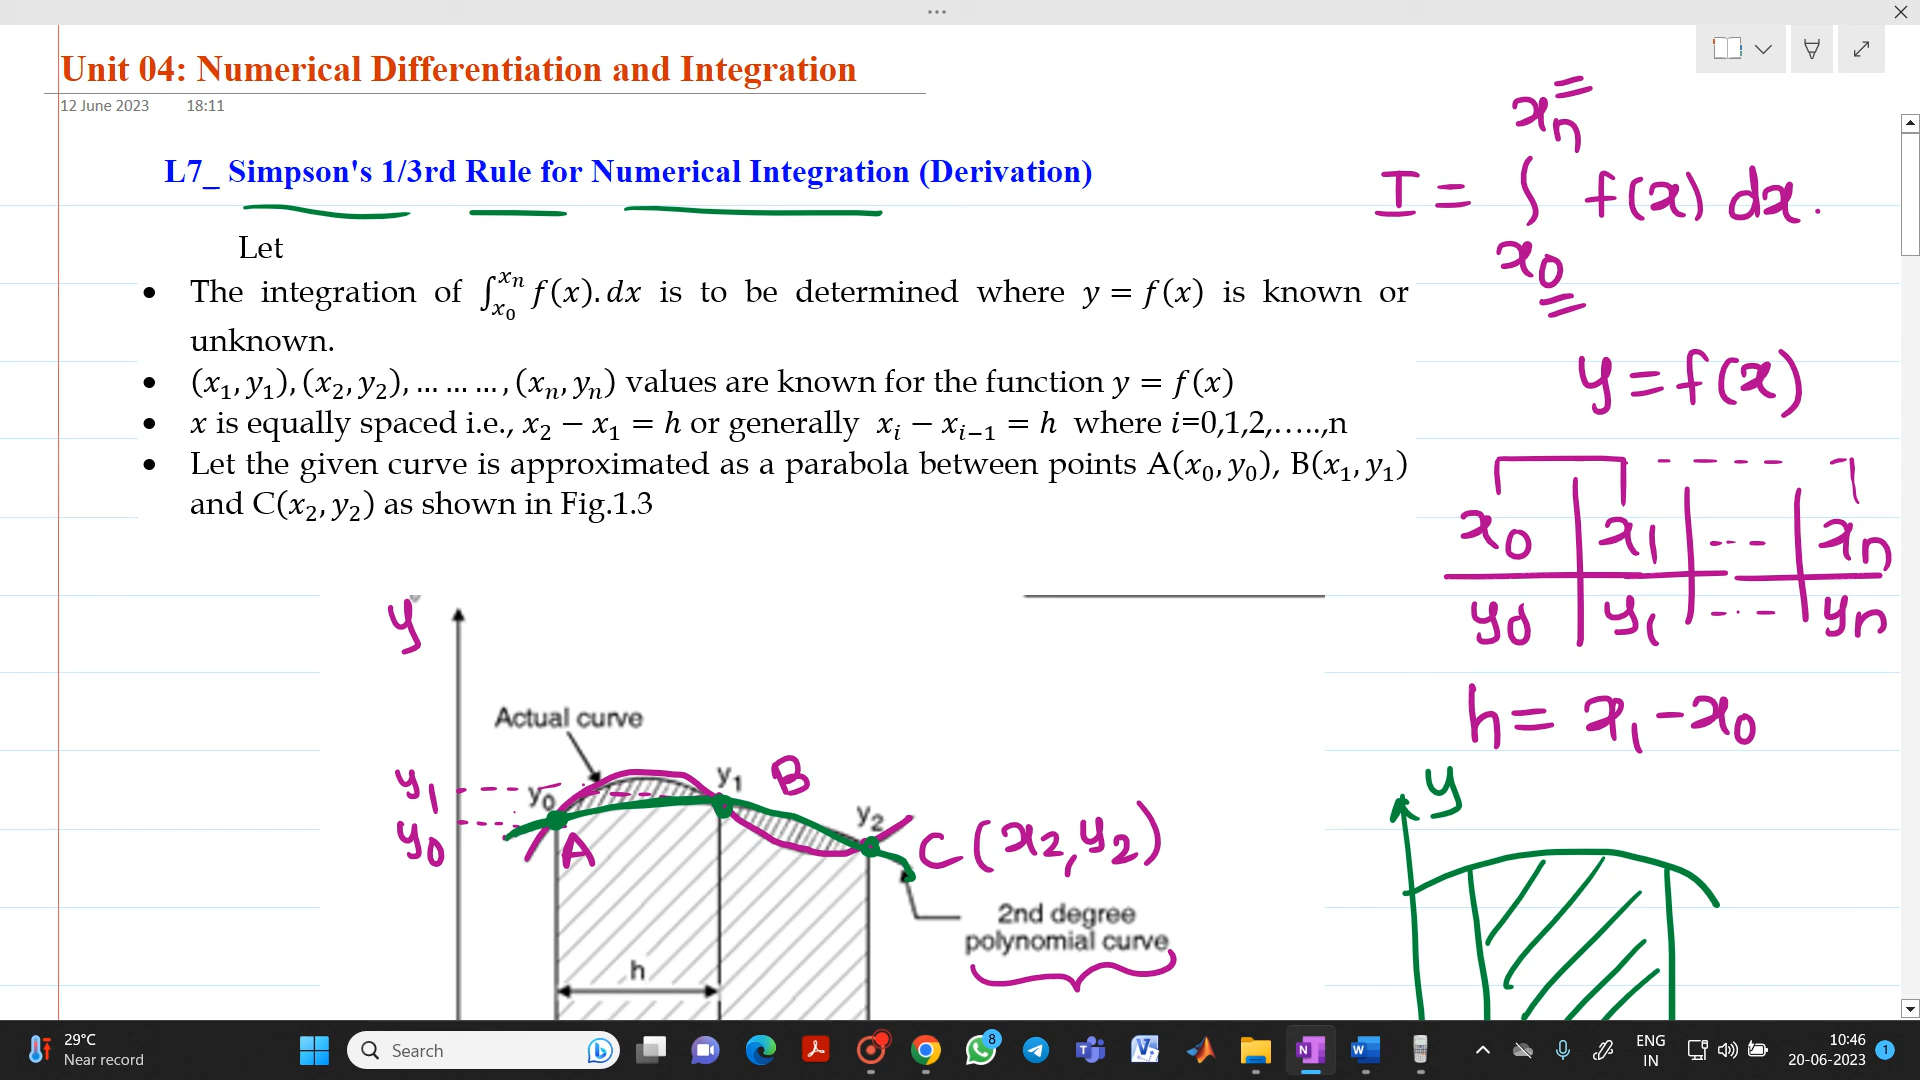 Unit 04: Numerical Differentiation and Integration
12 June 2023 18:11
L7_ Simpson's 1/3rd Rule for Numerical Integration (Derivation)
Let
• The integration of ∫_{x₀}^{xₙ} f(x).dx is to be determined where y = f(x) is known or
unknown.
• (x₁, y₁), (x₂, y₂), … … …, (xₙ, yₙ) values are known for the function y = f(x)
• x is equally spaced i.e., x₂ − x₁ = h or generally xᵢ − xᵢ₋₁ = h where i=0,1,2,.….,n
• Let the given curve is approximated as a parabola between points A(x₀, y₀), B(x₁, y₁)
and C(x₂, y₂) as shown in Fig.1.3
I = ∫_{x₀}^{xₙ} f(x) dx.
y = f(x)
x₀ | x₁ | --- | xₙ
y₀ | y₁ | --- | yₙ
h = x₁ - x₀
y
y
Actual curve
y₁
y₀
y₀
y₁
y₂
A
B
C (x₂, y₂)
2nd degree
polynomial curve
h
29°C
Near record
Search
8
ENG
IN
10:46
20-06-2023
1